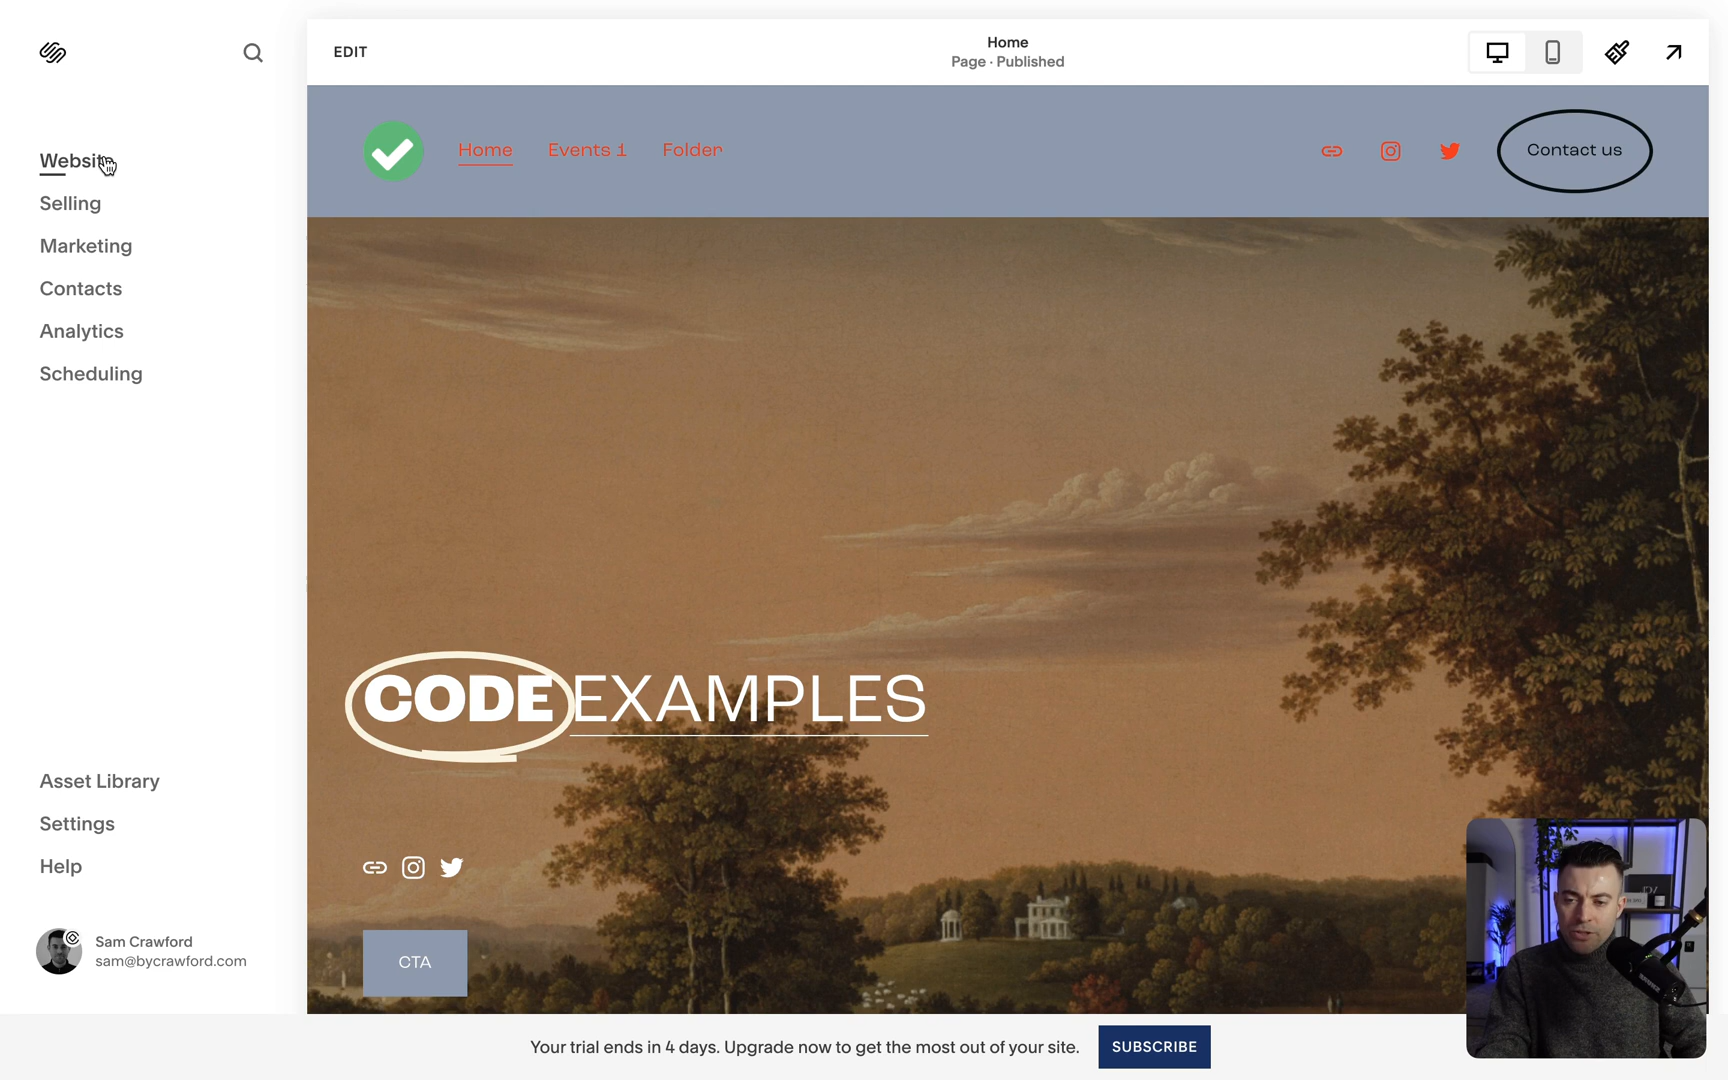 EDIT
Home
Page · Published
Website
Selling
Marketing
Contacts
Analytics
Scheduling
Home
Events 1
Folder
Contact us
CODE EXAMPLES
CTA
Asset Library
Settings
Help
Sam Crawford
sam@bycrawford.com
Your trial ends in 4 days. Upgrade now to get the most out of your site.
SUBSCRIBE